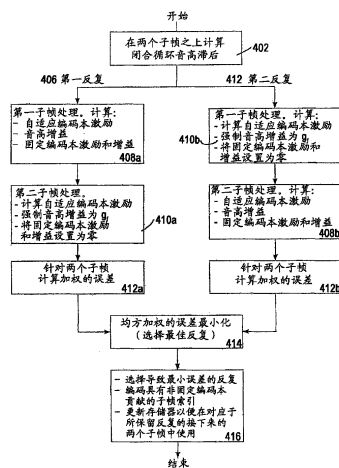 开始
在两个子帧之上计算
闭合循环音高滞后
402
406 第一反复
412 第二反复
第一子帧处理。计算:
- 自适应编码本激励
- 音高增益
- 固定编码本激励和增益
408a
第二子帧处理。
- 计算自适应编码本激励
- 强制音高增益为 gf
- 将固定编码本激励
和增益设置为零
410a
针对两个子帧
计算加权的误差
412a
第一子帧处理。计算:
- 计算自适应编码本激励
- 强制音高增益为 gf
- 将固定编码本激励和
增益设置为零
410b
第二子帧处理。计算:
- 自适应编码本激励
- 音高增益
- 固定编码本激励和增益
408b
针对两个子帧
计算加权的误差
412b
均方加权的误差最小化
(选择最佳反复)
414
- 选择导致最小误差的反复
- 编码具有非固定编码本
贡献的子帧索引
- 更新存储器以便在对应于
所保留反复的接下来的
两个子帧中使用
416
结束